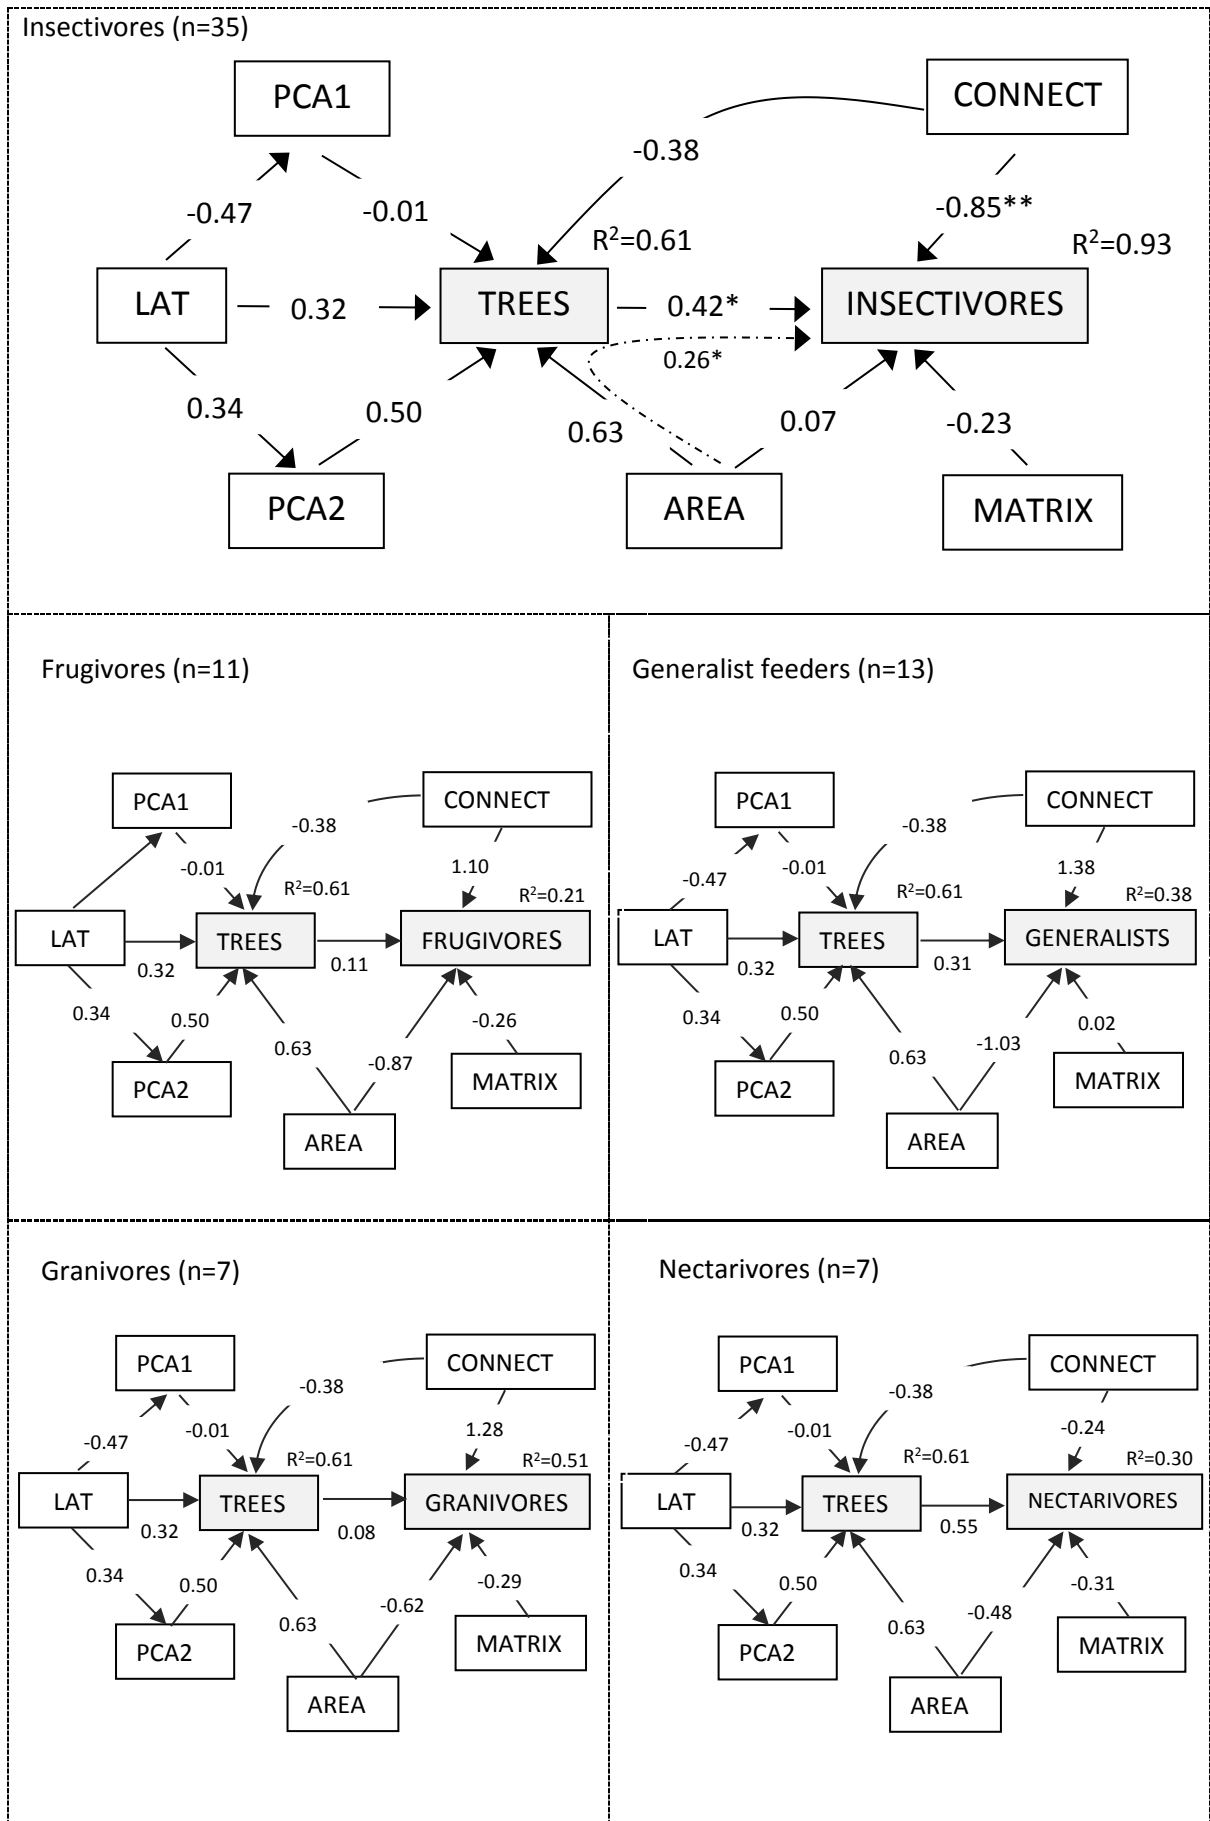 Insectivores (n=35)
PCA1
CONNECT
-0.38
-0.47
-0.01
-0.85**
R²=0.61
R²=0.93
LAT
0.32
TREES
0.42*
INSECTIVORES
0.26*
0.34
0.50
0.63
0.07
-0.23
PCA2
AREA
MATRIX
Frugivores (n=11)
PCA1
CONNECT
-0.38
-0.01
1.10
R²=0.61
R²=0.21
LAT
TREES
FRUGIVORES
0.32
0.11
0.34
0.50
-0.26
0.63
-0.87
PCA2
MATRIX
AREA
Generalist feeders (n=13)
PCA1
CONNECT
-0.38
-0.47
-0.01
1.38
R²=0.61
R²=0.38
LAT
TREES
GENERALISTS
0.32
0.31
0.34
0.50
0.02
0.63
-1.03
PCA2
MATRIX
AREA
Granivores (n=7)
PCA1
CONNECT
-0.38
-0.47
-0.01
1.28
R²=0.61
R²=0.51
LAT
TREES
GRANIVORES
0.32
0.08
0.34
0.50
-0.29
0.63
-0.62
PCA2
MATRIX
AREA
Nectarivores (n=7)
PCA1
CONNECT
-0.38
-0.47
-0.01
-0.24
R²=0.61
R²=0.30
LAT
TREES
NECTARIVORES
0.32
0.55
0.34
0.50
-0.31
0.63
-0.48
PCA2
MATRIX
AREA